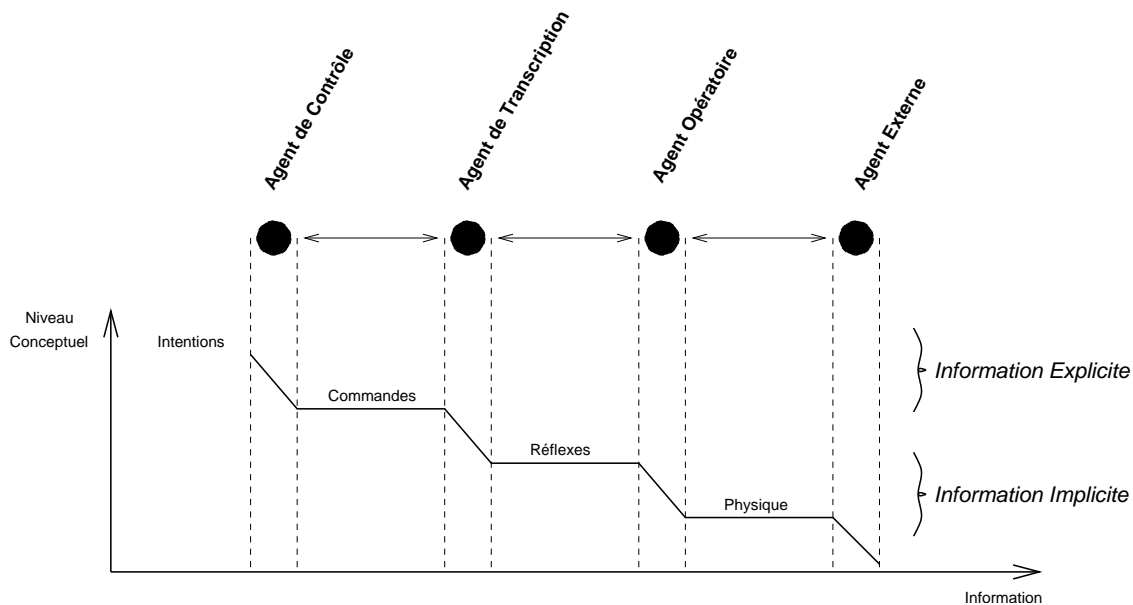 Agent de Contrôle
Agent de Transcription
Agent Opératoire
Agent Externe
Niveau
Conceptuel
Intentions
Information Explicite
Commandes
Réflexes
Information Implicite
Physique
Information